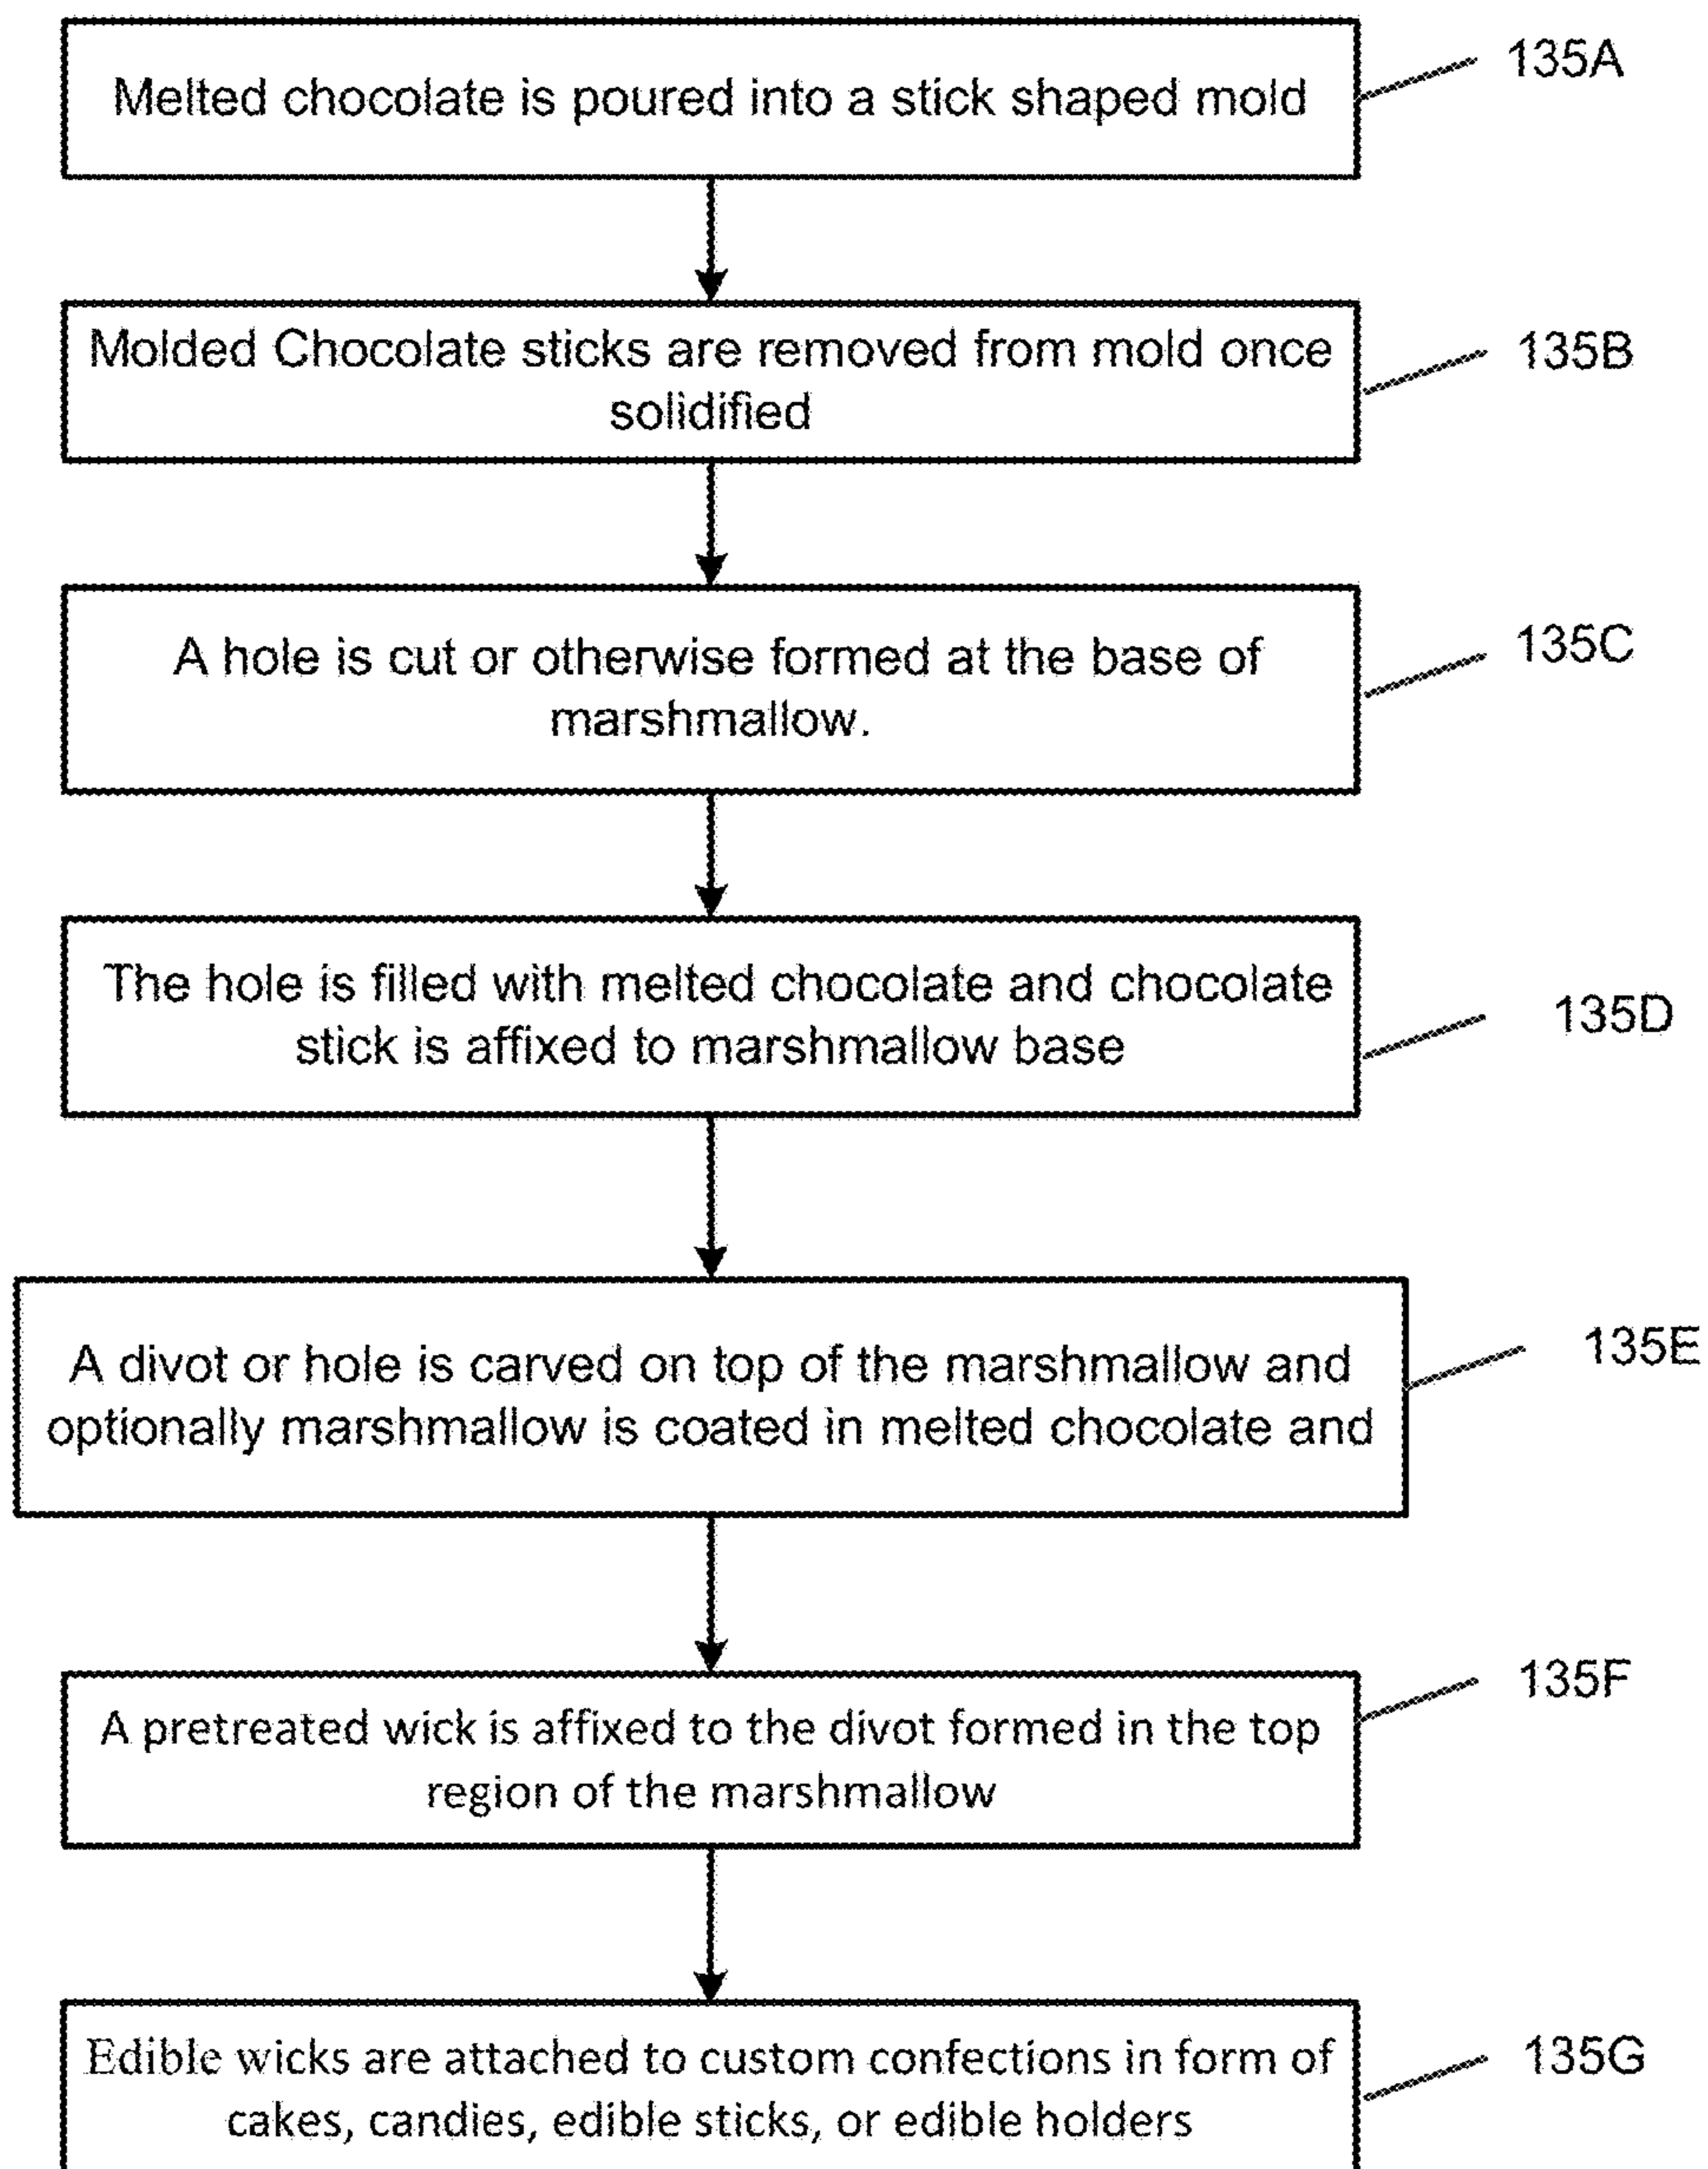 Melted chocolate is poured into a stick shaped mold
135A
Molded Chocolate sticks are removed from mold once
solidified
135B
A hole is cut or otherwise formed at the base of
marshmallow.
135C
The hole is filled with melted chocolate and chocolate
stick is affixed to marshmallow base
135D
A divot or hole is carved on top of the marshmallow and
optionally marshmallow is coated in melted chocolate and
135E
A pretreated wick is affixed to the divot formed in the top
region of the marshmallow
135F
Edible wicks are attached to custom confections in form of
cakes, candies, edible sticks, or edible holders
135G